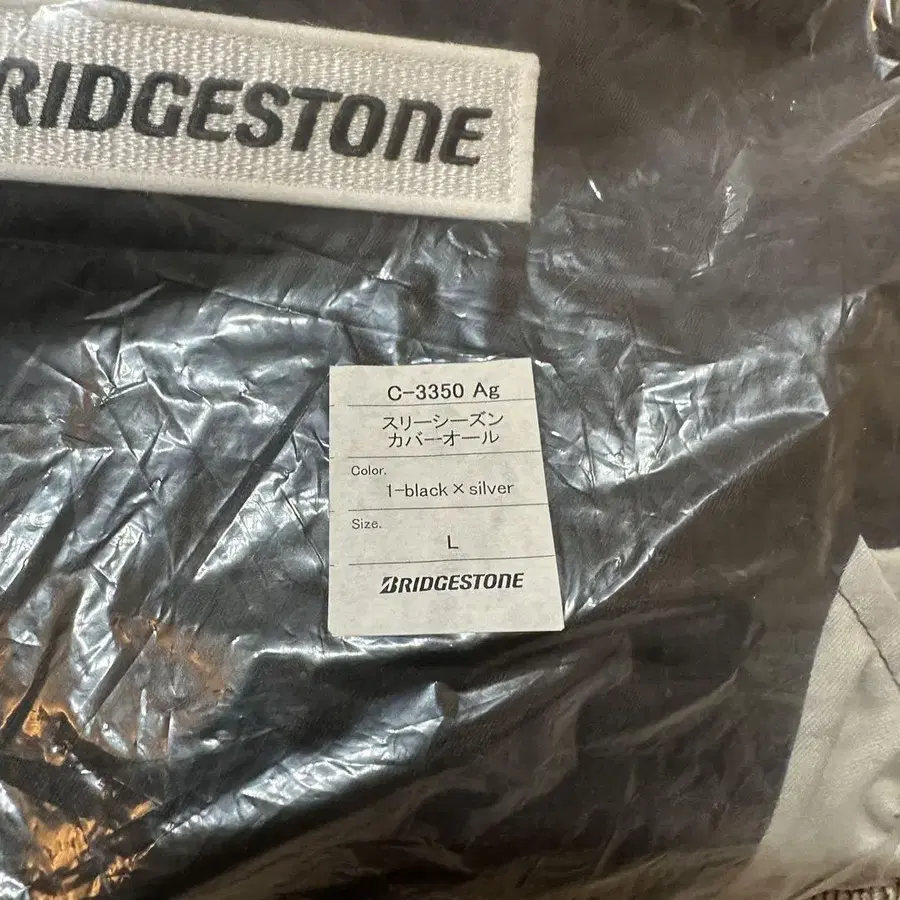 BRIDGESTONE
C-3350 Ag
スリーシーズン
カバーオール
Color.
1-black×silver
Size.
L
BRIDGESTONE